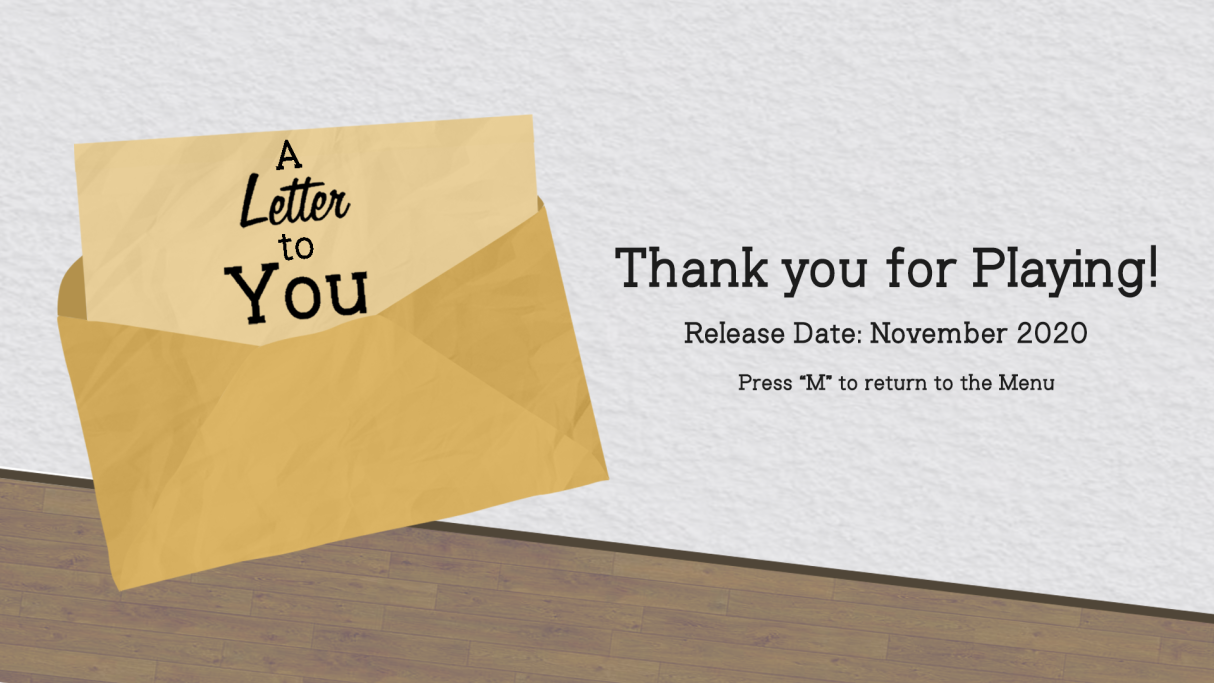 A
Letter
to
You
Thank you for Playing!
Release Date: November 2020
Press “M” to return to the Menu